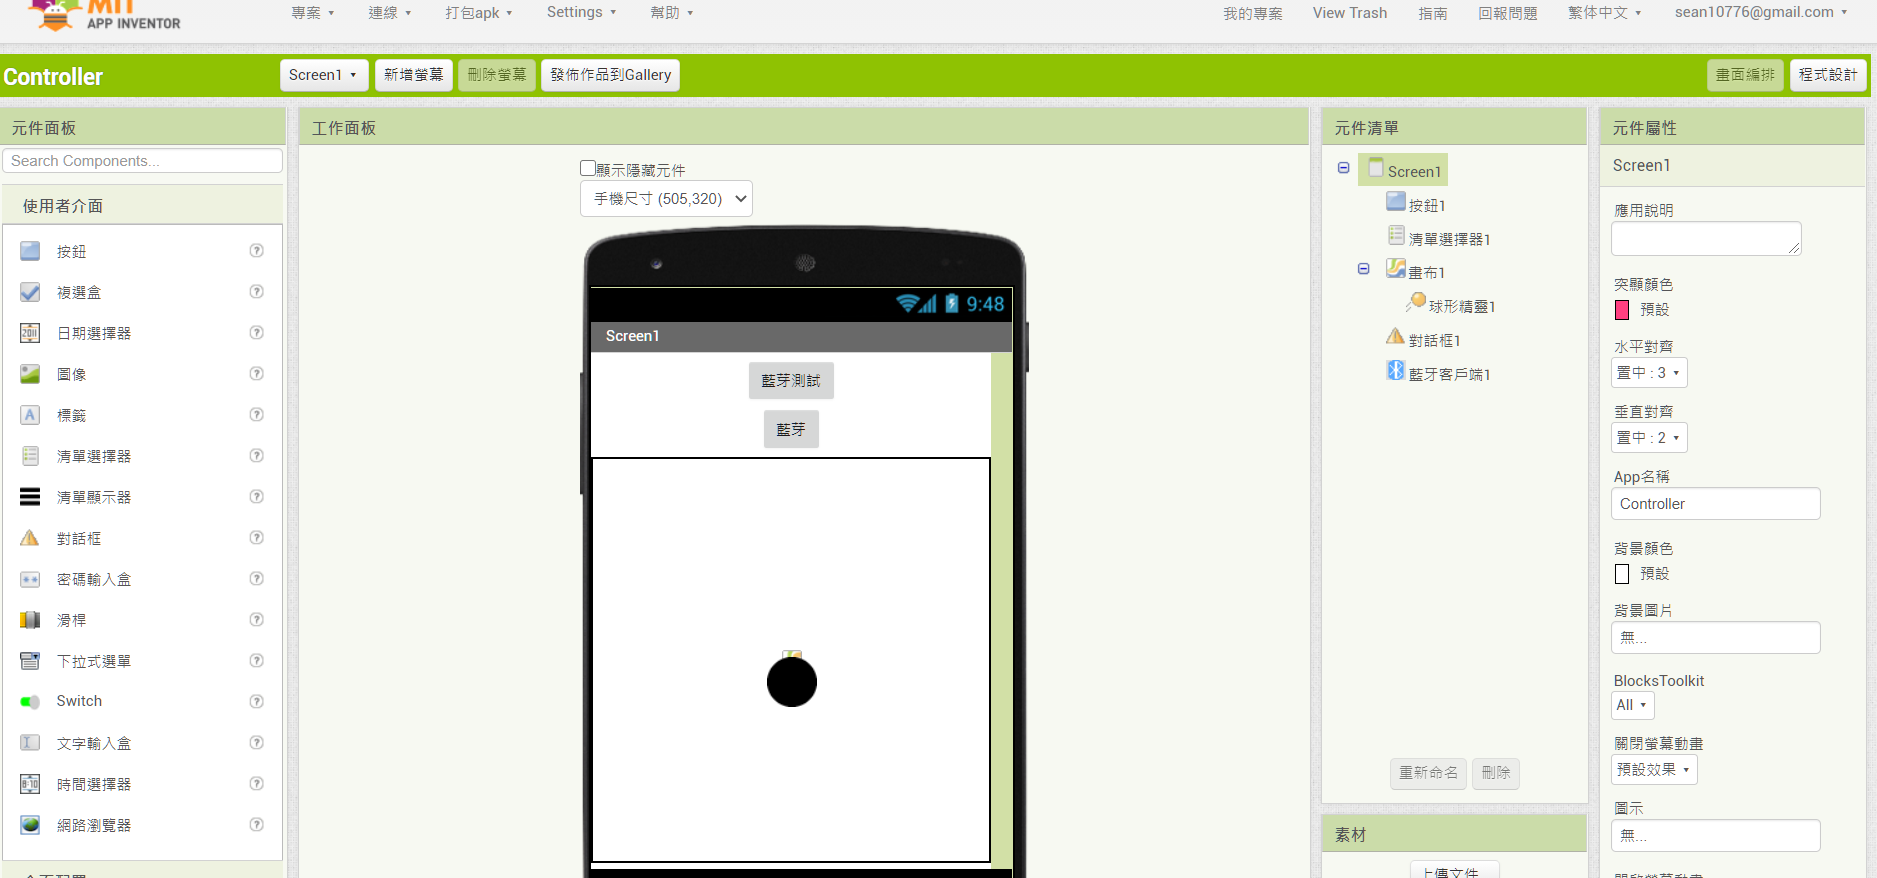 MIT
APP INVENTOR
專案
連線
打包apk
Settings
幫助
我的專案
View Trash
指南
回報問題
繁体中文
sean10776@gmail.com
Controller
Screen1
新增螢幕
刪除螢幕
發佈作品到Gallery
畫面編排
程式設計
元件面板
Search Components...
使用者介面
按鈕
複選盒
日期選擇器
圖像
標籤
清單選擇器
清單顯示器
對話框
密碼輸入盒
滑桿
下拉式選單
Switch
文字輸入盒
時間選擇器
網路瀏覽器
工作面板
顯示隱藏元件
手機尺寸 (505,320)
9:48
Screen1
藍芽測試
藍芽
元件清單
Screen1
按鈕1
清單選擇器1
畫布1
球形精靈1
對話框1
藍牙客戶端1
重新命名
刪除
素材
上傳文件
元件屬性
Screen1
應用說明
突顯顏色
預設
水平對齊
置中 : 3
垂直對齊
置中 : 2
App名稱
Controller
背景顏色
預設
背景圖片
無...
BlocksToolkit
All
關閉螢幕動畫
預設效果
圖示
無...